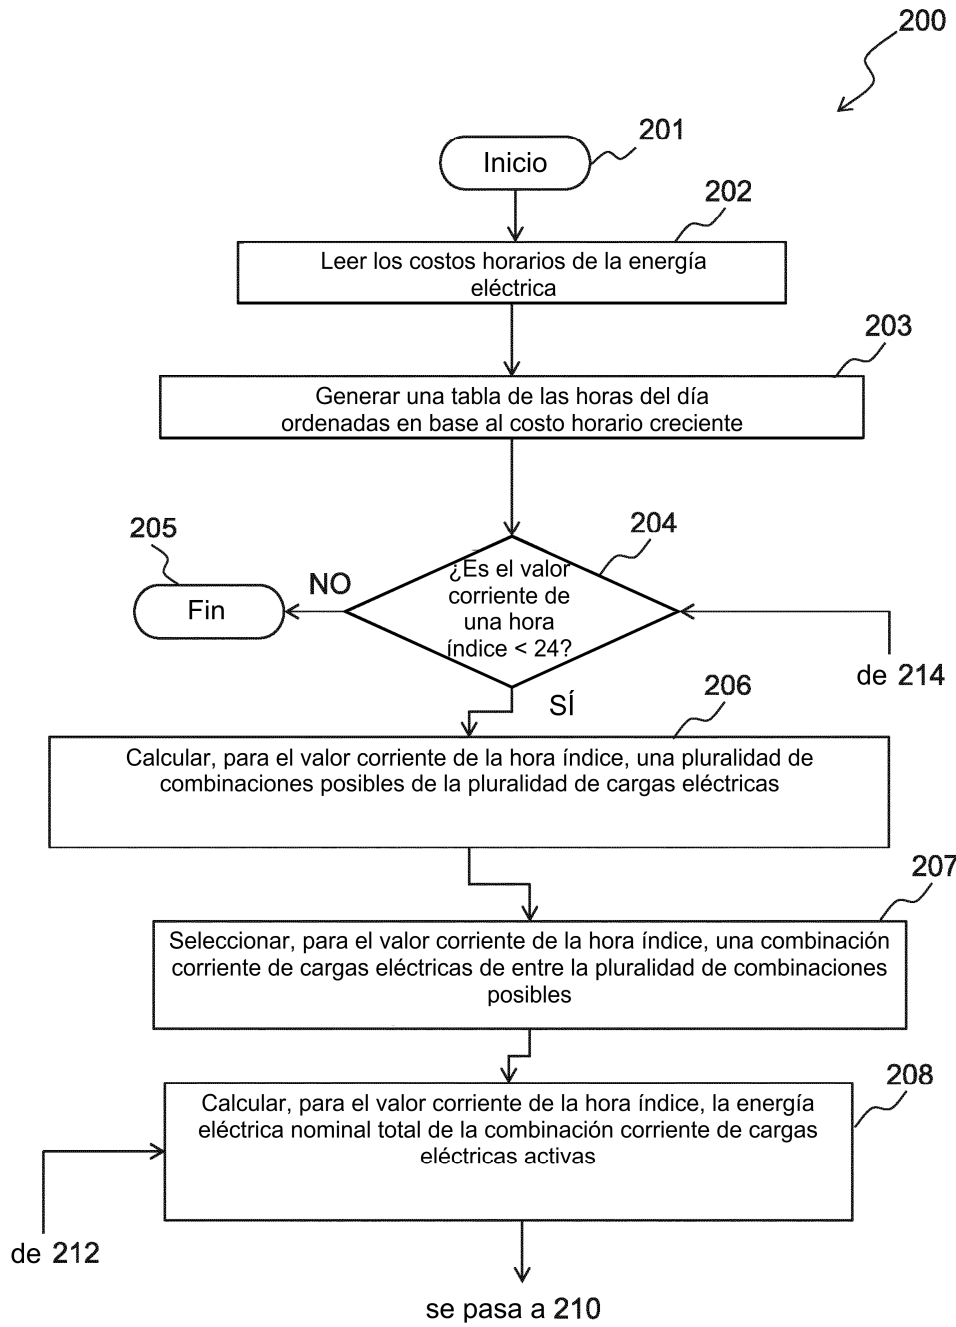 200
201
Inicio
202
Leer los costos horarios de la energía
eléctrica
203
Generar una tabla de las horas del día
ordenadas en base al costo horario creciente
204
205
¿Es el valor
corriente de
una hora
índice < 24?
NO
Fin
de 214
SÍ
206
Calcular, para el valor corriente de la hora índice, una pluralidad de
combinaciones posibles de la pluralidad de cargas eléctricas
207
Seleccionar, para el valor corriente de la hora índice, una combinación
corriente de cargas eléctricas de entre la pluralidad de combinaciones
posibles
208
Calcular, para el valor corriente de la hora índice, la energía
eléctrica nominal total de la combinación corriente de cargas
eléctricas activas
de 212
se pasa a 210